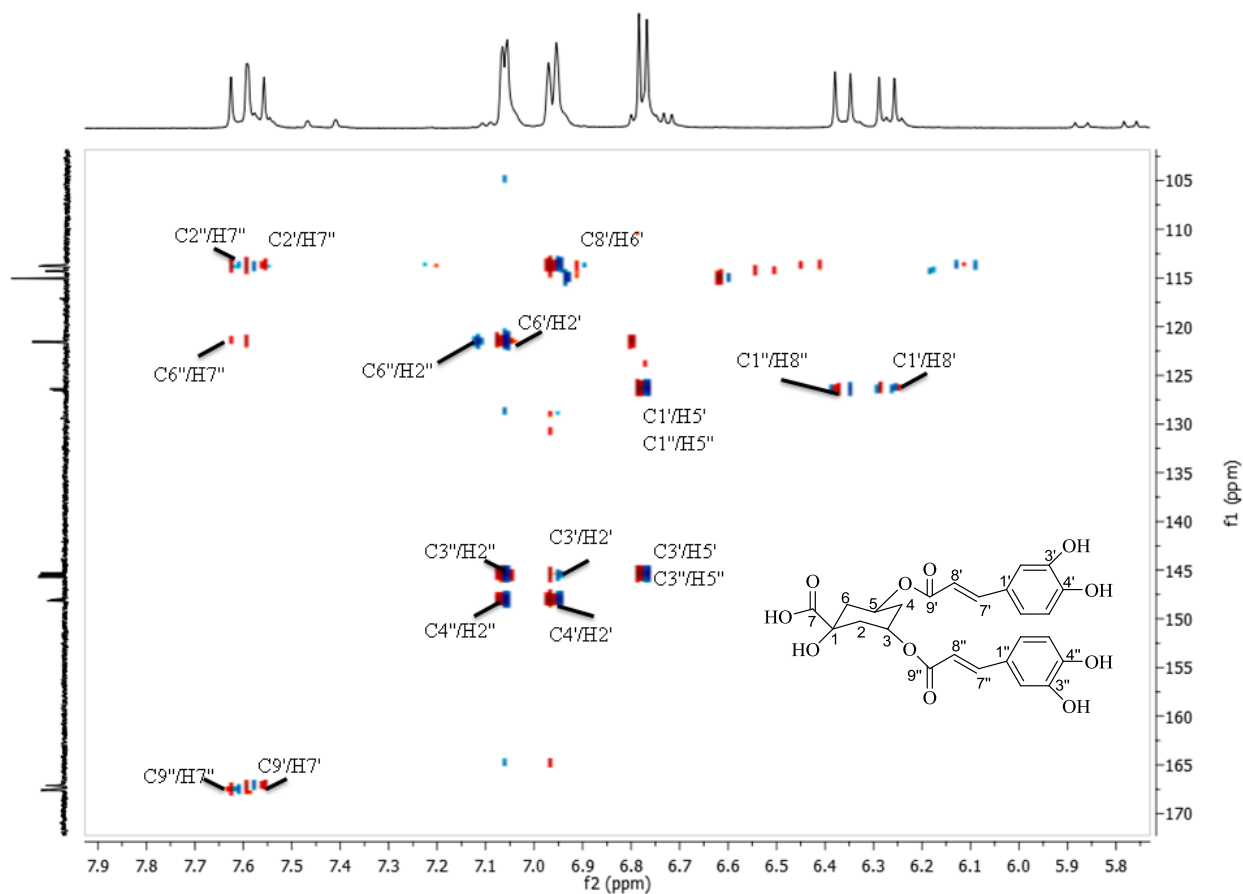 105
C2"/H7"
C2'/H7"
C8'/H6'
110
115
C6'/H2'
120
C6"/H7"
C6"/H2"
C1"/H8"
C1'/H8'
125
C1'/H5'
C1"/H5"
130
135
140
C3"/H2"
C3'/H2'
C3'/H5'
C3"/H5"
145
C4"/H2"
C4'/H2'
150
155
160
C9"/H7"
C9'/H7'
165
170
f1 (ppm)
O
HO
7
OH
1
2
3
4
5
6
O
O
9'
8'
7'
1'
3'
4'
OH
OH
O
O
9"
8"
7"
1"
3"
4"
OH
OH
7.9 7.8 7.7 7.6 7.5 7.4 7.3 7.2 7.1 7.0 6.9 6.8 6.7 6.6 6.5 6.4 6.3 6.2 6.1 6.0 5.9 5.8
f2 (ppm)